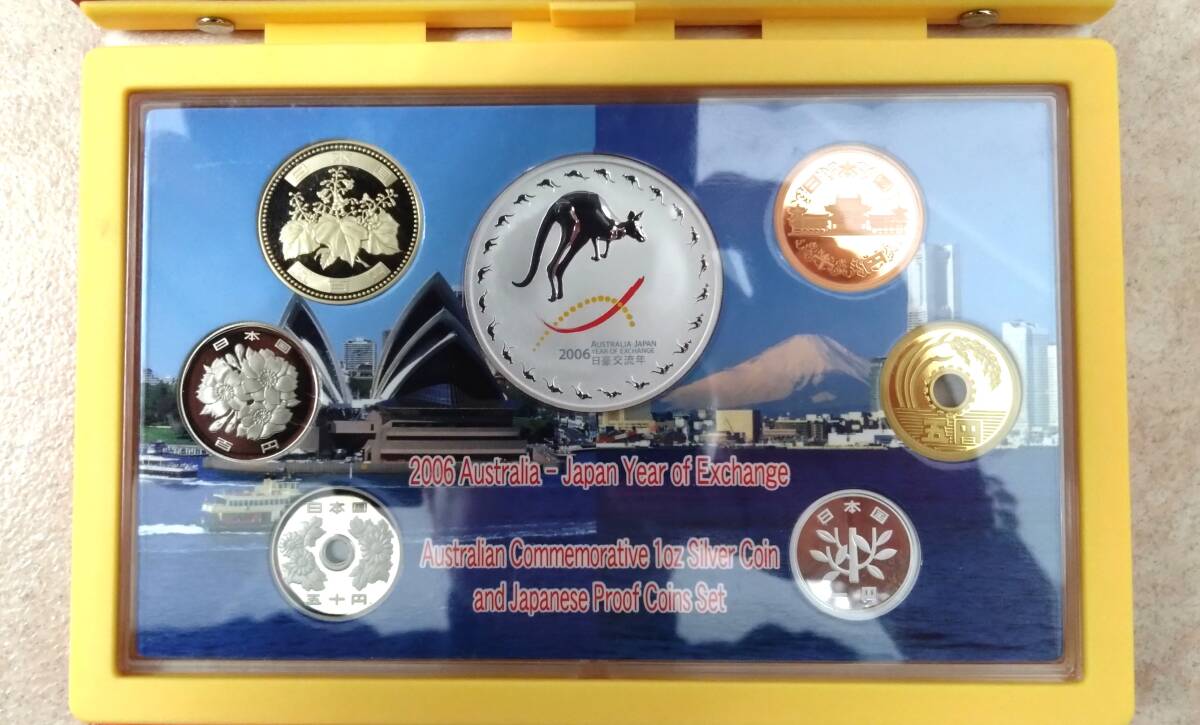 日本国
五百円
日本国
百円
日本国
五十円
AUSTRALIA-JAPAN
YEAR OF EXCHANGE
2006 日豪交流年
日本国
五円
日本国
一円
2006 Australia - Japan Year of Exchange
Australian Commemorative 1oz Silver Coin
and Japanese Proof Coins Set